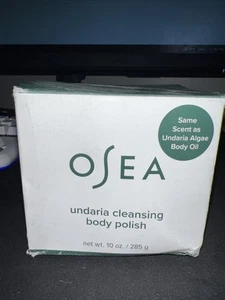 Same
Scent as
Undaria Algae
Body Oil
OSEA
undaria cleansing
body polish
net wt. 10 oz. / 285 g